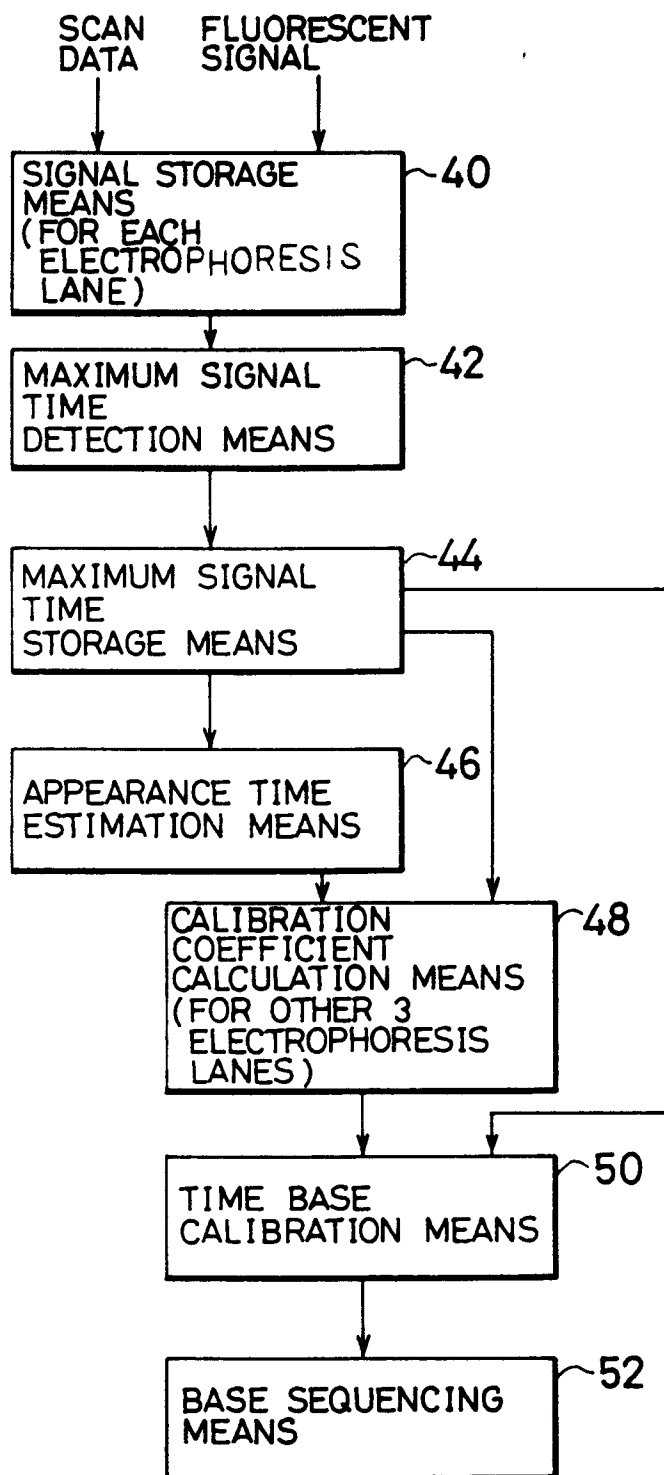 SCAN DATA
FLUORESCENT SIGNAL
SIGNAL STORAGE
MEANS
(FOR EACH
ELECTROPHORESIS
LANE)
40
MAXIMUM SIGNAL
TIME
DETECTION MEANS
42
MAXIMUM SIGNAL
TIME
STORAGE MEANS
44
APPEARANCE TIME
ESTIMATION MEANS
46
CALIBRATION
COEFFICIENT
CALCULATION MEANS
(FOR OTHER 3
ELECTROPHORESIS
LANES)
48
TIME BASE
CALIBRATION MEANS
50
BASE SEQUENCING
MEANS
52